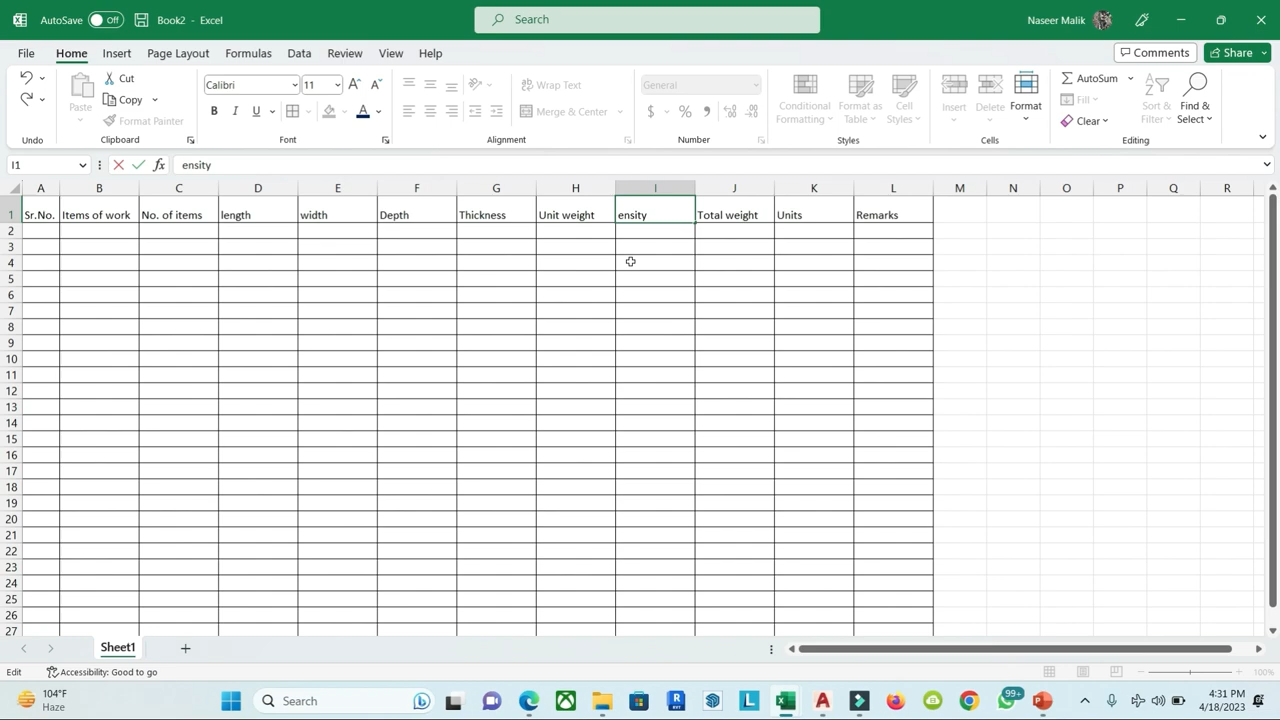 AutoSave Off Book2 - Excel Search Naseer Malik
File Home Insert Page Layout Formulas Data Review View Help Comments Share
Paste Cut Calibri 11 Wrap Text General Conditional Formatting Format as Table Cell Styles Insert Delete Format AutoSum Sort & Filter Find & Select
Copy B I U A Merge & Center $ % Fill
Format Painter Clear
Undo Clipboard Font Alignment Number Styles Cells Editing
I1 fx ensity
A B C D E F G H I J K L M N O P Q R
1 Sr.No. Items of work No. of items length width Depth Thickness Unit weight ensity Total weight Units Remarks
2
3
4
5
6
7
8
9
10
11
12
13
14
15
16
17
18
19
20
21
22
23
24
25
26
27
Sheet1
Edit Accessibility: Good to go 100%
104°F Haze Search 99+ 4:31 PM
4/18/2023